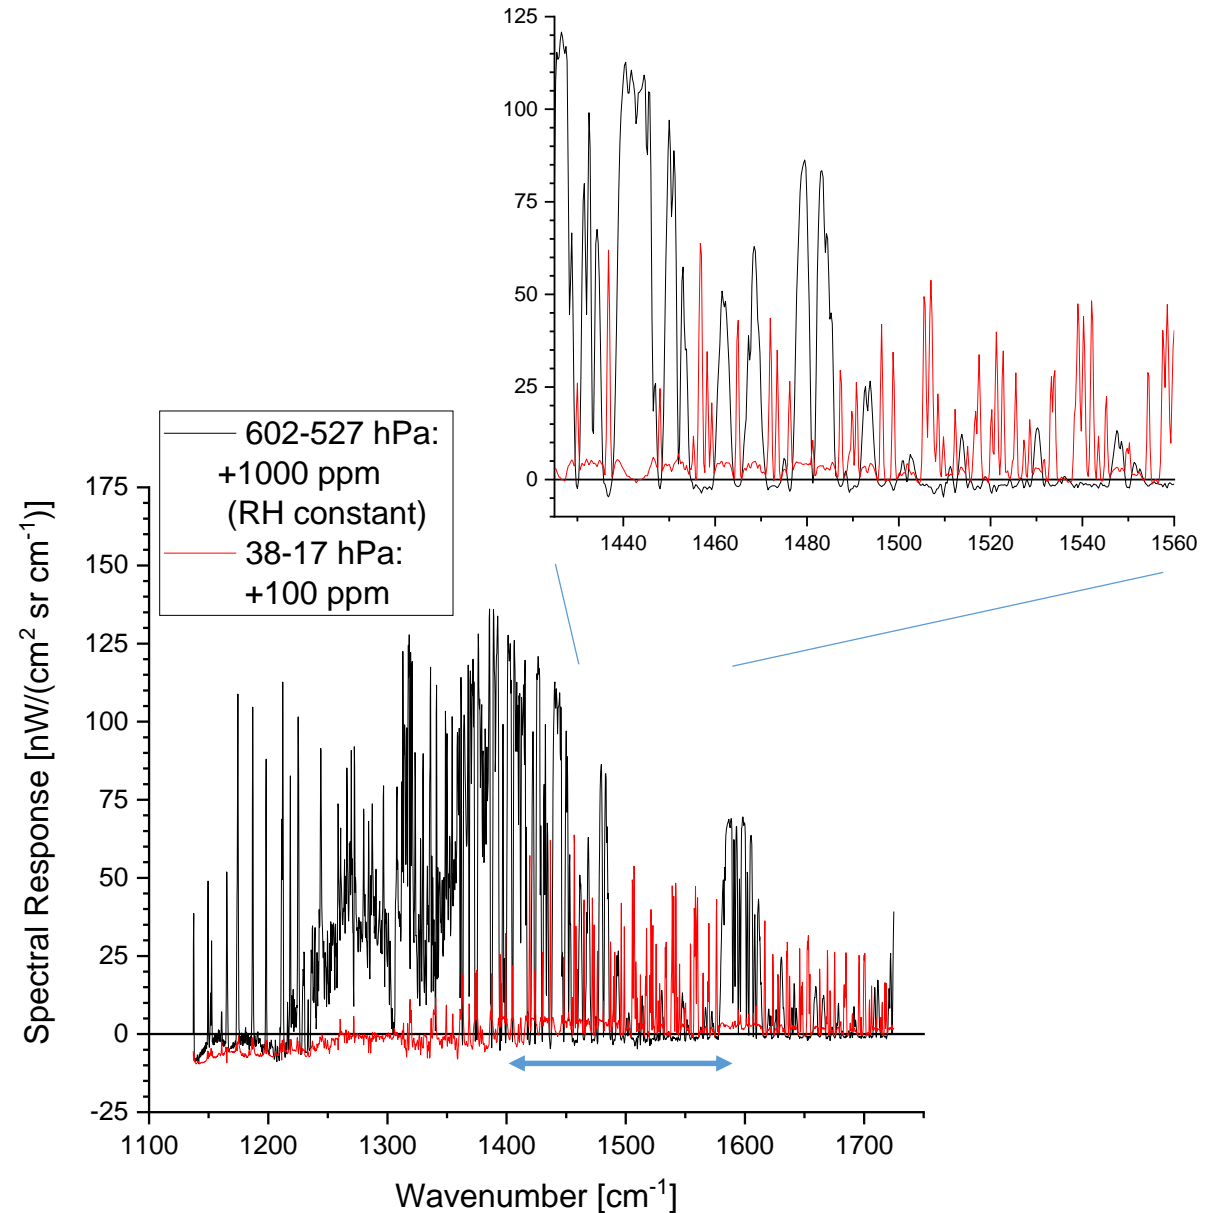 125
100
75
50
25
0
1440 1460 1480 1500 1520 1540 1560
602-527 hPa:
+1000 ppm
(RH constant)
38-17 hPa:
+100 ppm
175
150
125
100
75
50
25
0
-25
1100 1200 1300 1400 1500 1600 1700
Spectral Response [nW/(cm² sr cm⁻¹)]
Wavenumber [cm⁻¹]